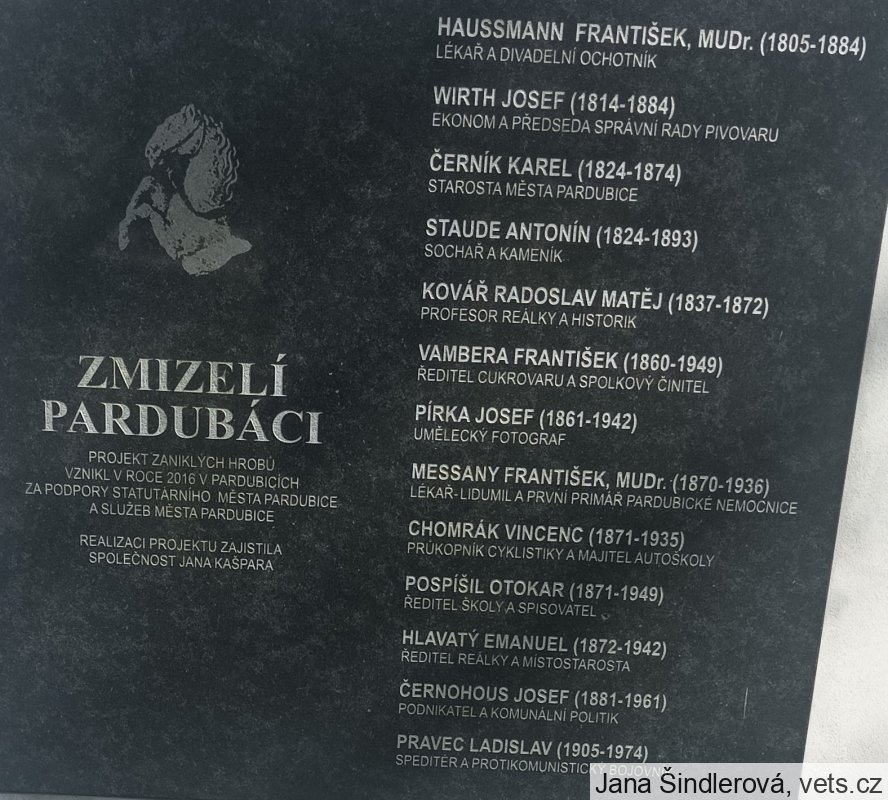 ZMIZELÍ
PARDUBÁCI
PROJEKT ZANIKLÝCH HROBŮ
VZNIKL V ROCE 2016 V PARDUBICÍCH
ZA PODPORY STATUTÁRNÍHO MĚSTA PARDUBICE
A SLUŽEB MĚSTA PARDUBICE
REALIZACI PROJEKTU ZAJISTILA
SPOLEČNOST JANA KAŠPARA
HAUSSMANN FRANTIŠEK, MUDr. (1805-1884)
LÉKAŘ A DIVADELNÍ OCHOTNÍK
WIRTH JOSEF (1814-1884)
EKONOM A PŘEDSEDA SPRÁVNÍ RADY PIVOVARU
ČERNÍK KAREL (1824-1874)
STAROSTA MĚSTA PARDUBICE
STAUDE ANTONÍN (1824-1893)
SOCHAŘ A KAMENÍK
KOVÁŘ RADOSLAV MATĚJ (1837-1872)
PROFESOR REÁLKY A HISTORIK
VAMBERA FRANTIŠEK (1860-1949)
ŘEDITEL CUKROVARU A SPOLKOVÝ ČINITEL
PÍRKA JOSEF (1861-1942)
UMĚLECKÝ FOTOGRAF
MESSANY FRANTIŠEK, MUDr. (1870-1936)
LÉKAŘ-LIDUMIL A PRVNÍ PRIMÁŘ PARDUBICKÉ NEMOCNICE
CHOMRÁK VINCENC (1871-1935)
PRŮKOPNÍK CYKLISTIKY A MAJITEL AUTOŠKOLY
POSPÍŠIL OTOKAR (1871-1949)
ŘEDITEL ŠKOLY A SPISOVATEL
HLAVATÝ EMANUEL (1872-1942)
ŘEDITEL REÁLKY A MÍSTOSTAROSTA
ČERNOHOUS JOSEF (1881-1961)
PODNIKATEL A KOMUNÁLNÍ POLITIK
PRAVEC LADISLAV (1905-1974)
SPEDITÉR A PROTIKOMUNISTICKÝ BOJOVNÍK
Jana Šindlerová, vets.cz